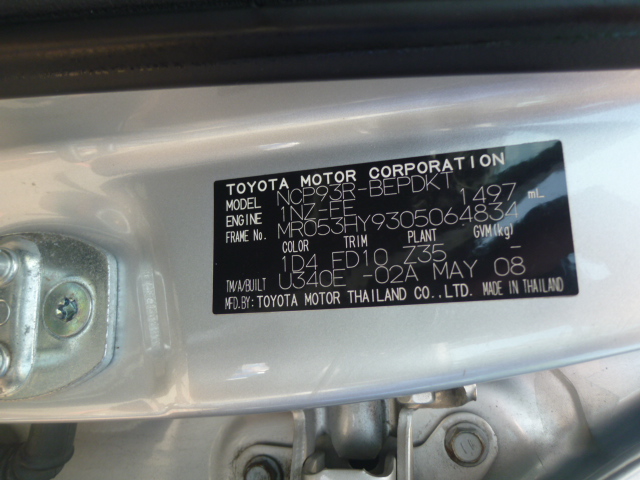 TOYOTA MOTOR CORPORATION
MODEL NCP93R-BEPDKT
ENGINE 1NZ-FE 1497 mL
FRAME No. MR053HY9305064834
COLOR TRIM PLANT GVM(kg)
1D4 FD10 Z35 -
TM/A/BUILT U340E -02A MAY 08
MFD.BY: TOYOTA MOTOR THAILAND CO.,LTD. MADE IN THAILAND